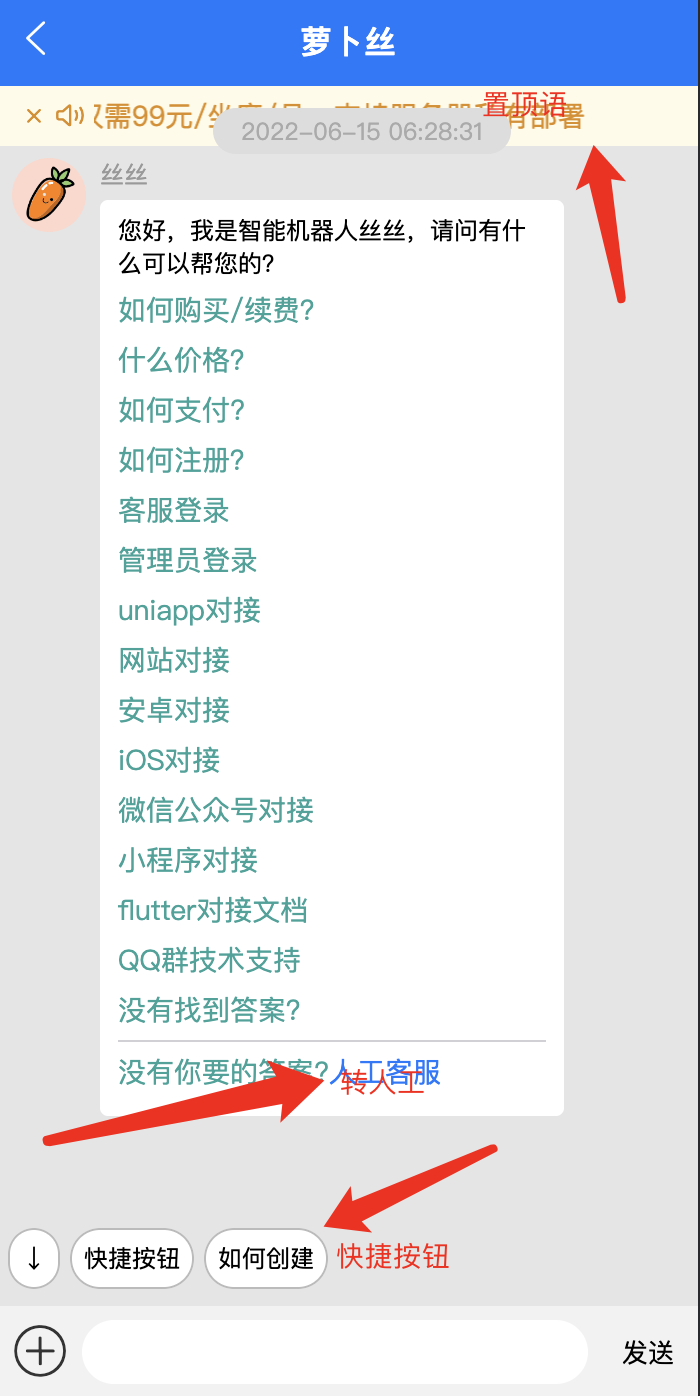 萝卜丝
需99元/
置顶语
有部署
2022-06-15 06:28:31
丝丝
您好，我是智能机器人丝丝，请问有什
么可以帮您的?
如何购买/续费?
什么价格?
如何支付?
如何注册?
客服登录
管理员登录
uniapp对接
网站对接
安卓对接
iOS对接
微信公众号对接
小程序对接
flutter对接文档
QQ群技术支持
没有找到答案?
没有你要的答案?人工客服
转人工
快捷按钮
如何创建
快捷按钮
发送